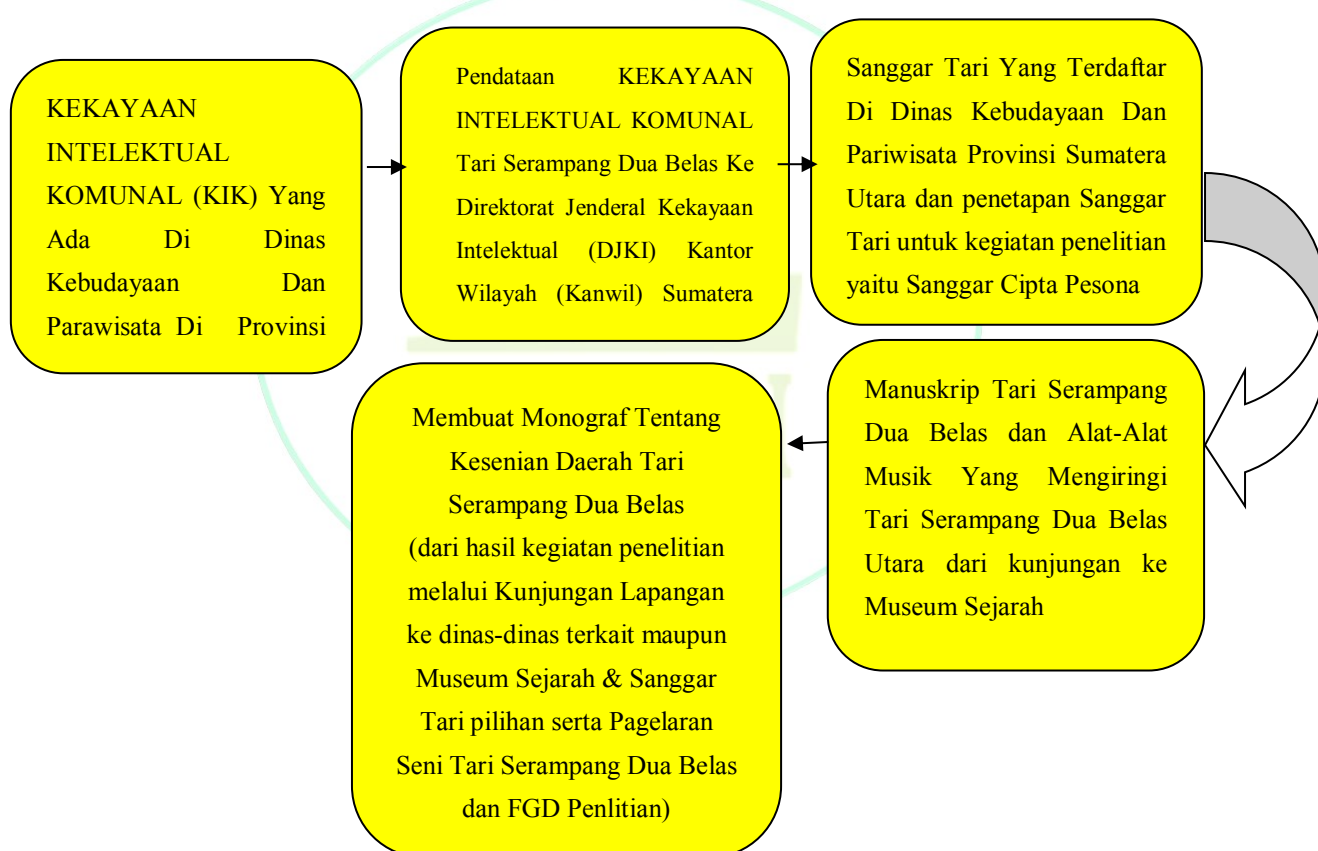 KEKAYAAN
INTELEKTUAL
KOMUNAL (KIK) Yang
Ada Di Dinas
Kebudayaan Dan
Parawisata Di Provinsi
Pendataan KEKAYAAN
INTELEKTUAL KOMUNAL
Tari Serampang Dua Belas Ke
Direktorat Jenderal Kekayaan
Intelektual (DJKI) Kantor
Wilayah (Kanwil) Sumatera
Sanggar Tari Yang Terdaftar
Di Dinas Kebudayaan Dan
Pariwisata Provinsi Sumatera
Utara dan penetapan Sanggar
Tari untuk kegiatan penelitian
yaitu Sanggar Cipta Pesona
Manuskrip Tari Serampang
Dua Belas dan Alat-Alat
Musik Yang Mengiringi
Tari Serampang Dua Belas
Utara dari kunjungan ke
Museum Sejarah
Membuat Monograf Tentang
Kesenian Daerah Tari
Serampang Dua Belas
(dari hasil kegiatan penelitian
melalui Kunjungan Lapangan
ke dinas-dinas terkait maupun
Museum Sejarah & Sanggar
Tari pilihan serta Pagelaran
Seni Tari Serampang Dua Belas
dan FGD Penlitian)